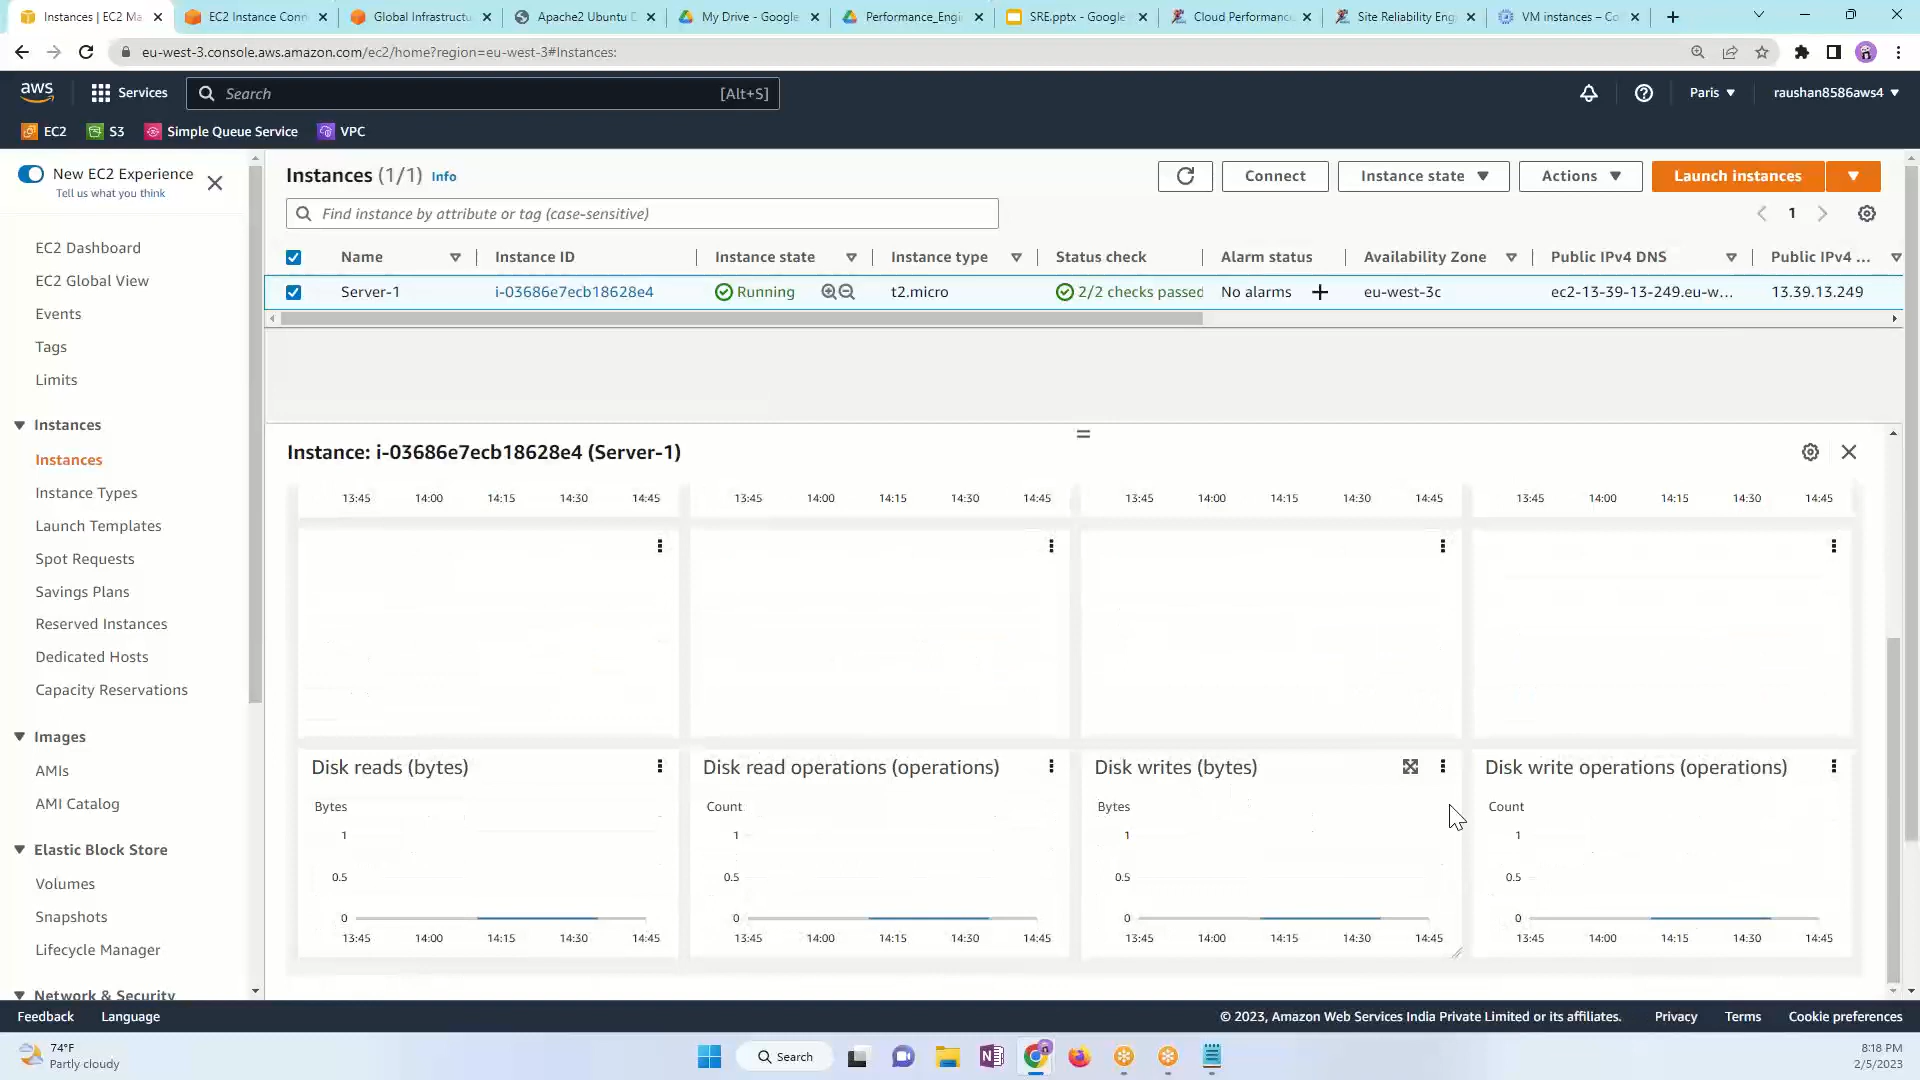 Instances | EC2 Ma
EC2 Instance Conn
Global Infrastructu
Apache2 Ubuntu D
My Drive - Google
Performance_Engi
SRE.pptx - Google
Cloud Performanc
Site Reliability Eng
VM instances – Co
eu-west-3.console.aws.amazon.com/ec2/home?region=eu-west-3#Instances:
aws
Services
Search
[Alt+S]
Paris
raushan8586aws4
EC2
S3
Simple Queue Service
VPC
New EC2 Experience
Tell us what you think
EC2 Dashboard
EC2 Global View
Events
Tags
Limits
Instances
Instances
Instance Types
Launch Templates
Spot Requests
Savings Plans
Reserved Instances
Dedicated Hosts
Capacity Reservations
Images
AMIs
AMI Catalog
Elastic Block Store
Volumes
Snapshots
Lifecycle Manager
Network & Security
Instances (1/1) Info
Connect
Instance state
Actions
Launch instances
Find instance by attribute or tag (case-sensitive)
1
Name Instance ID Instance state Instance type Status check Alarm status Availability Zone Public IPv4 DNS Public IPv4 ...
Server-1 i-03686e7ecb18628e4 Running t2.micro 2/2 checks passed No alarms eu-west-3c ec2-13-39-13-249.eu-w... 13.39.13.249
Instance: i-03686e7ecb18628e4 (Server-1)
13:45 14:00 14:15 14:30 14:45
13:45 14:00 14:15 14:30 14:45
13:45 14:00 14:15 14:30 14:45
13:45 14:00 14:15 14:30 14:45
Disk reads (bytes)
Bytes
1
0.5
0
13:45 14:00 14:15 14:30 14:45
Disk read operations (operations)
Count
1
0.5
0
13:45 14:00 14:15 14:30 14:45
Disk writes (bytes)
Bytes
1
0.5
0
13:45 14:00 14:15 14:30 14:45
Disk write operations (operations)
Count
1
0.5
0
13:45 14:00 14:15 14:30 14:45
Feedback
Language
© 2023, Amazon Web Services India Private Limited or its affiliates.
Privacy
Terms
Cookie preferences
74°F
Partly cloudy
Search
8:18 PM
2/5/2023